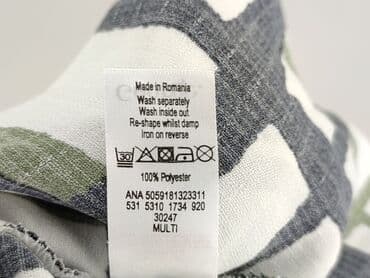 Made in Romania
Wash separately
Wash inside out
Re-shape whilst damp
Iron on reverse
30
100% Polyester
ANA 5059181323311
531 5310 1734 920
30247
MULTI